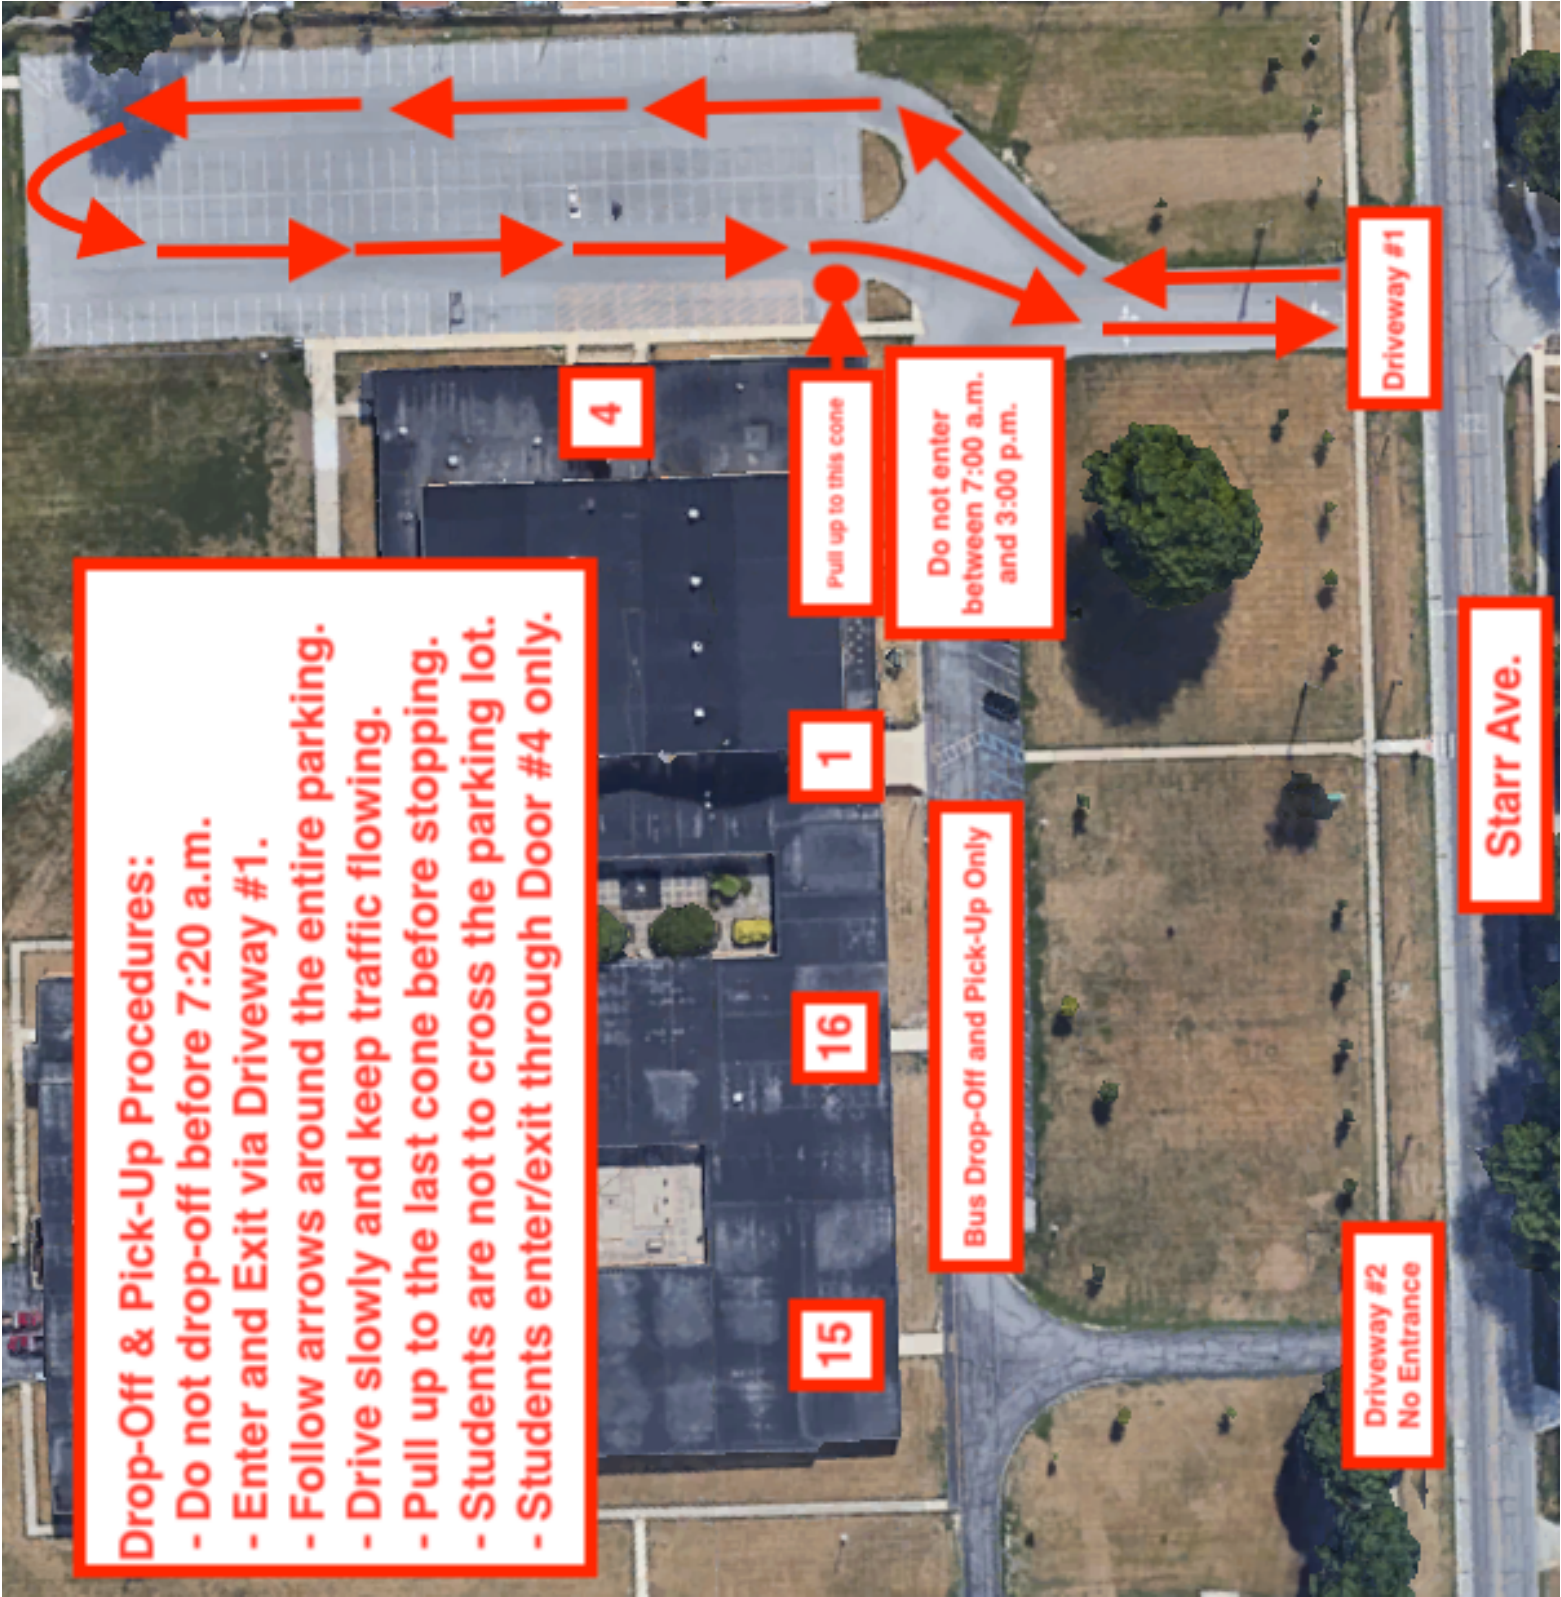 Drop-Off & Pick-Up Procedures:
- Do not drop-off before 7:20 a.m.
- Enter and Exit via Driveway #1.
- Follow arrows around the entire parking.
- Drive slowly and keep traffic flowing.
- Pull up to the last cone before stopping.
- Students are not to cross the parking lot.
- Students enter/exit through Door #4 only.
4
Pull up to this cone
Do not enter
between 7:00 a.m.
and 3:00 p.m.
15
16
1
Bus Drop-Off and Pick-Up Only
Driveway #2
No Entrance
Driveway #1
Starr Ave.